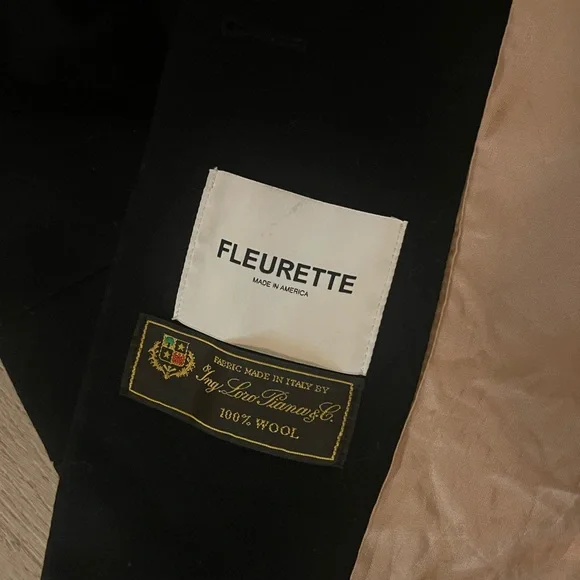 FLEURETTE
MADE IN AMERICA
FABRIC MADE IN ITALY BY
Ing. Loro Piana & C.
100% WOOL